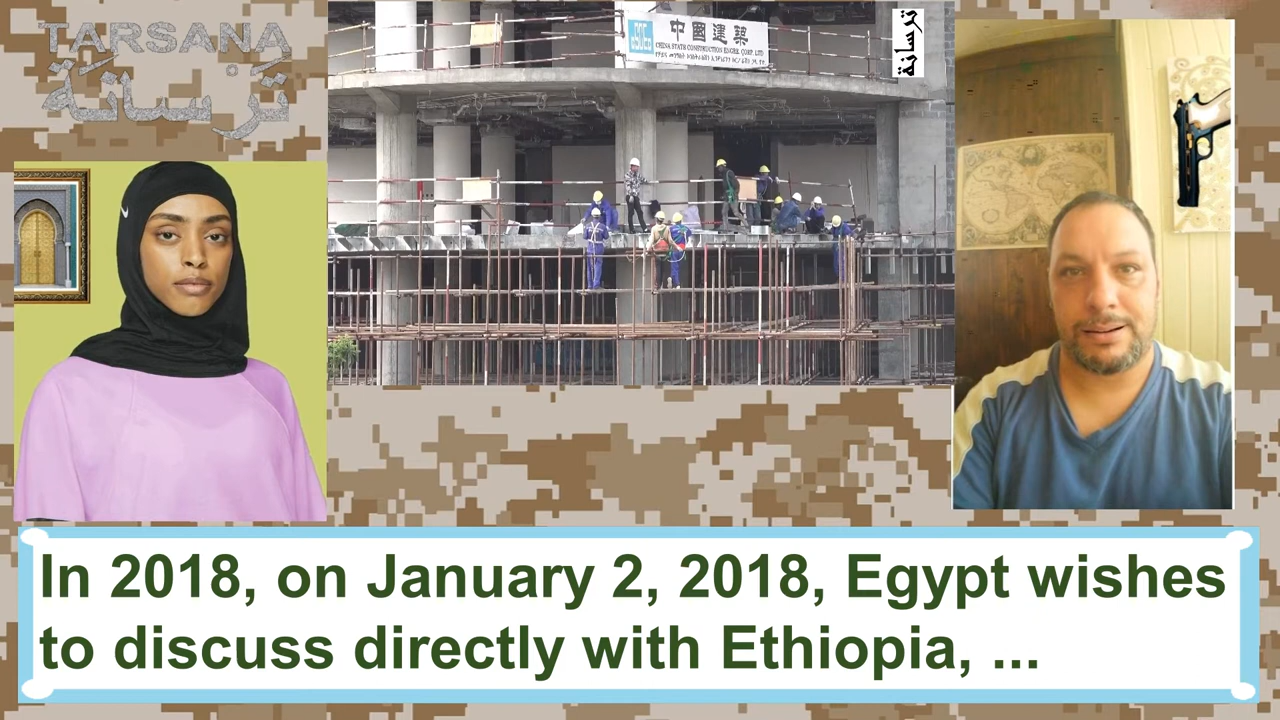 TARSANA
تَرْسانَة
中國建築
CHINA STATE CONSTRUCTION ENGRG. CORP. LTD
ترسانة
In 2018, on January 2, 2018, Egypt wishes
to discuss directly with Ethiopia, ...